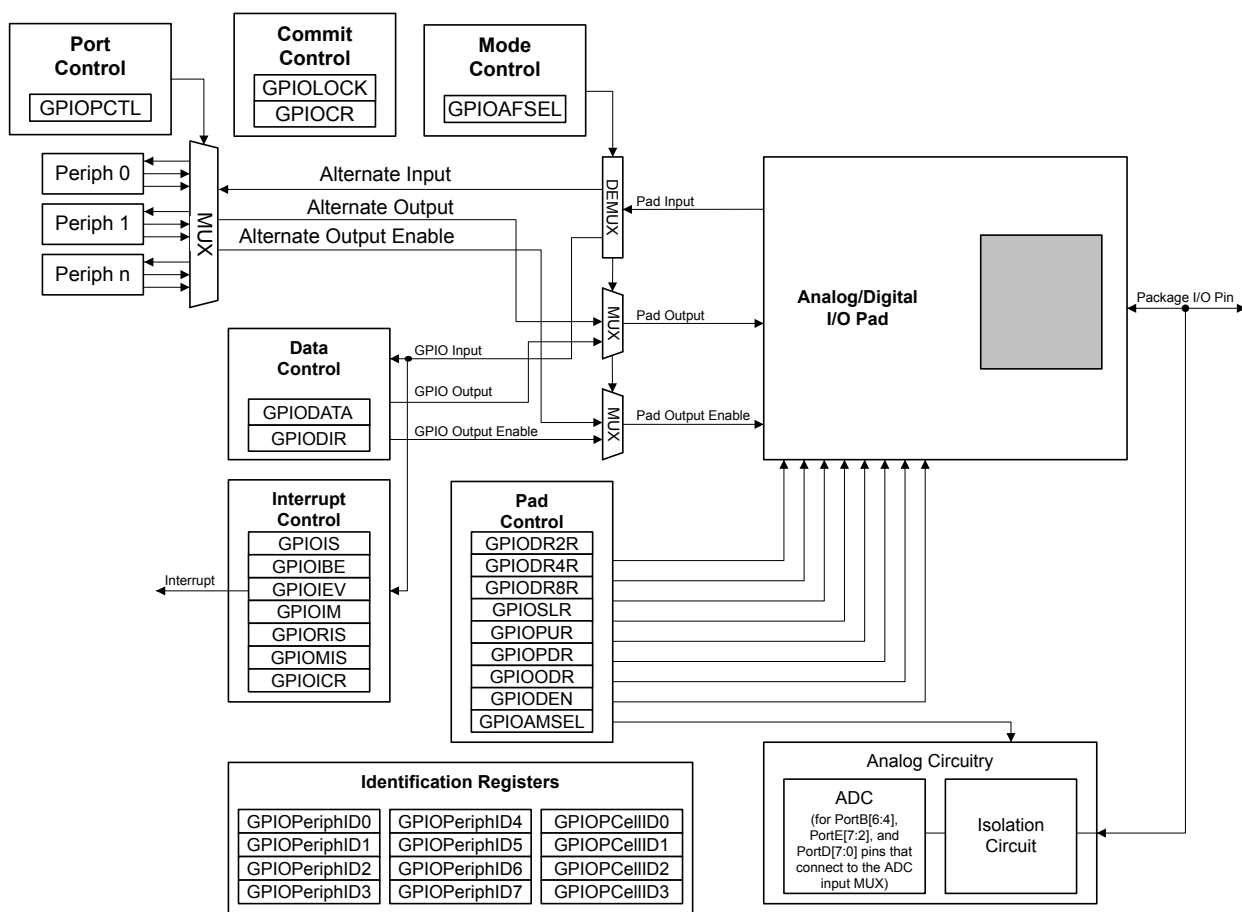 Port
Control
GPIOPCTL
Commit
Control
GPIOLOCK
GPIOCR
Mode
Control
GPIOAFSEL
Periph 0
Periph 1
Periph n
MUX
Alternate Input
Alternate Output
Alternate Output Enable
DEMUX
Pad Input
MUX
Pad Output
MUX
Pad Output Enable
Analog/Digital
I/O Pad
Package I/O Pin
Data
Control
GPIODATA
GPIODIR
GPIO Input
GPIO Output
GPIO Output Enable
Interrupt
Control
GPIOIS
GPIOIBE
GPIOIEV
GPIOIM
GPIORIS
GPIOMIS
GPIOICR
Interrupt
Pad
Control
GPIODR2R
GPIODR4R
GPIODR8R
GPIOSLR
GPIOPUR
GPIOPDR
GPIOODR
GPIODEN
GPIOAMSEL
Analog Circuitry
ADC
(for PortB[6:4],
PortE[7:2], and
PortD[7:0] pins that
connect to the ADC
input MUX)
Isolation
Circuit
Identification Registers
GPIOPeriphID0
GPIOPeriphID1
GPIOPeriphID2
GPIOPeriphID3
GPIOPeriphID4
GPIOPeriphID5
GPIOPeriphID6
GPIOPeriphID7
GPIOPCellID0
GPIOPCellID1
GPIOPCellID2
GPIOPCellID3